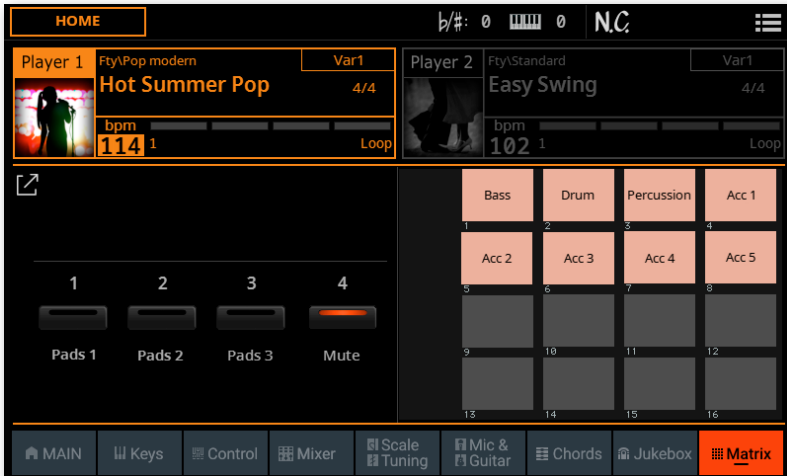 HOME
♭/#: 0 0 N.C.
Player 1 Fty\Pop modern Var1
Hot Summer Pop 4/4
bpm
114 1 Loop
Player 2 Fty\Standard Var1
Easy Swing 4/4
bpm
102 1 Loop
1 2 3 4
Pads 1 Pads 2 Pads 3 Mute
Bass Drum Percussion Acc 1
1 2 3 4
Acc 2 Acc 3 Acc 4 Acc 5
5 6 7 8
9 10 11 12
13 14 15 16
MAIN Keys Control Mixer Scale Tuning Mic & Guitar Chords Jukebox Matrix